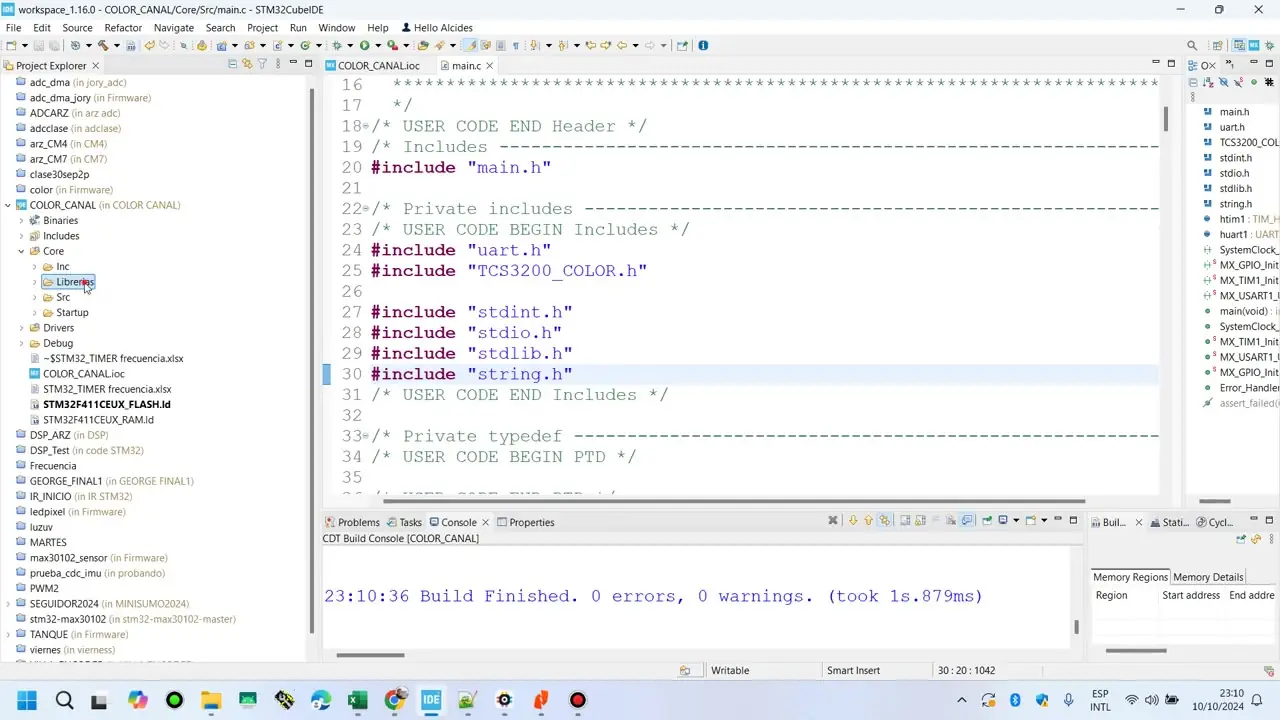 workspace_1.16.0 - COLOR_CANAL/Core/Src/main.c - STM32CubeIDE
File Edit Source Refactor Navigate Search Project Run Window Help Hello Alcides
Project Explorer
adc_dma (in jory_adc)
adc_dma_jory (in Firmware)
ADCARZ (in arz adc)
adcclase (in adclase)
arz_CM4 (in CM4)
arz_CM7 (in CM7)
clase30sep2p
color (in Firmware)
COLOR_CANAL (in COLOR CANAL)
Binaries
Includes
Core
Inc
Librerias
Src
Startup
Drivers
Debug
~$STM32_TIMER frecuencia.xlsx
COLOR_CANAL.ioc
STM32_TIMER frecuencia.xlsx
STM32F411CEUX_FLASH.ld
STM32F411CEUX_RAM.ld
DSP_ARZ (in DSP)
DSP_Test (in code STM32)
Frecuencia
GEORGE_FINAL1 (in GEORGE FINAL1)
IR_INICIO (in IR STM32)
ledpixel (in Firmware)
luzuv
MARTES
max30102_sensor (in Firmware)
prueba_cdc_imu (in probando)
PWM2
SEGUIDOR2024 (in MINISUMO2024)
stm32-max30102 (in stm32-max30102-master)
TANQUE (in Firmware)
viernes (in vierness)
COLOR_CANAL.ioc main.c
16 ******************************************************************************
17 */
18 /* USER CODE END Header */
19 /* Includes ------------------------------------------------------------------
20 #include "main.h"
21
22 /* Private includes ----------------------------------------------------------
23 /* USER CODE BEGIN Includes */
24 #include "uart.h"
25 #include "TCS3200_COLOR.h"
26
27 #include "stdint.h"
28 #include "stdio.h"
29 #include "stdlib.h"
30 #include "string.h"
31 /* USER CODE END Includes */
32
33 /* Private typedef -----------------------------------------------------------
34 /* USER CODE BEGIN PTD */
35
main.h
uart.h
TCS3200_COL
stdint.h
stdio.h
stdlib.h
string.h
htim1 : TIM_H
huart1 : UART
SystemClock_
MX_GPIO_Init
MX_TIM1_Init
MX_USART1_U
main(void) : in
SystemClock_
MX_TIM1_Init
MX_USART1_
MX_GPIO_Init
Error_Handler
assert_failed(
Problems Tasks Console Properties
CDT Build Console [COLOR_CANAL]
23:10:36 Build Finished. 0 errors, 0 warnings. (took 1s.879ms)
Buil... Stati... Cycl...
Memory Regions Memory Details
Region Start address End addre
Writable Smart Insert 30 : 20 : 1042
ESP
INTL
23:10
10/10/2024